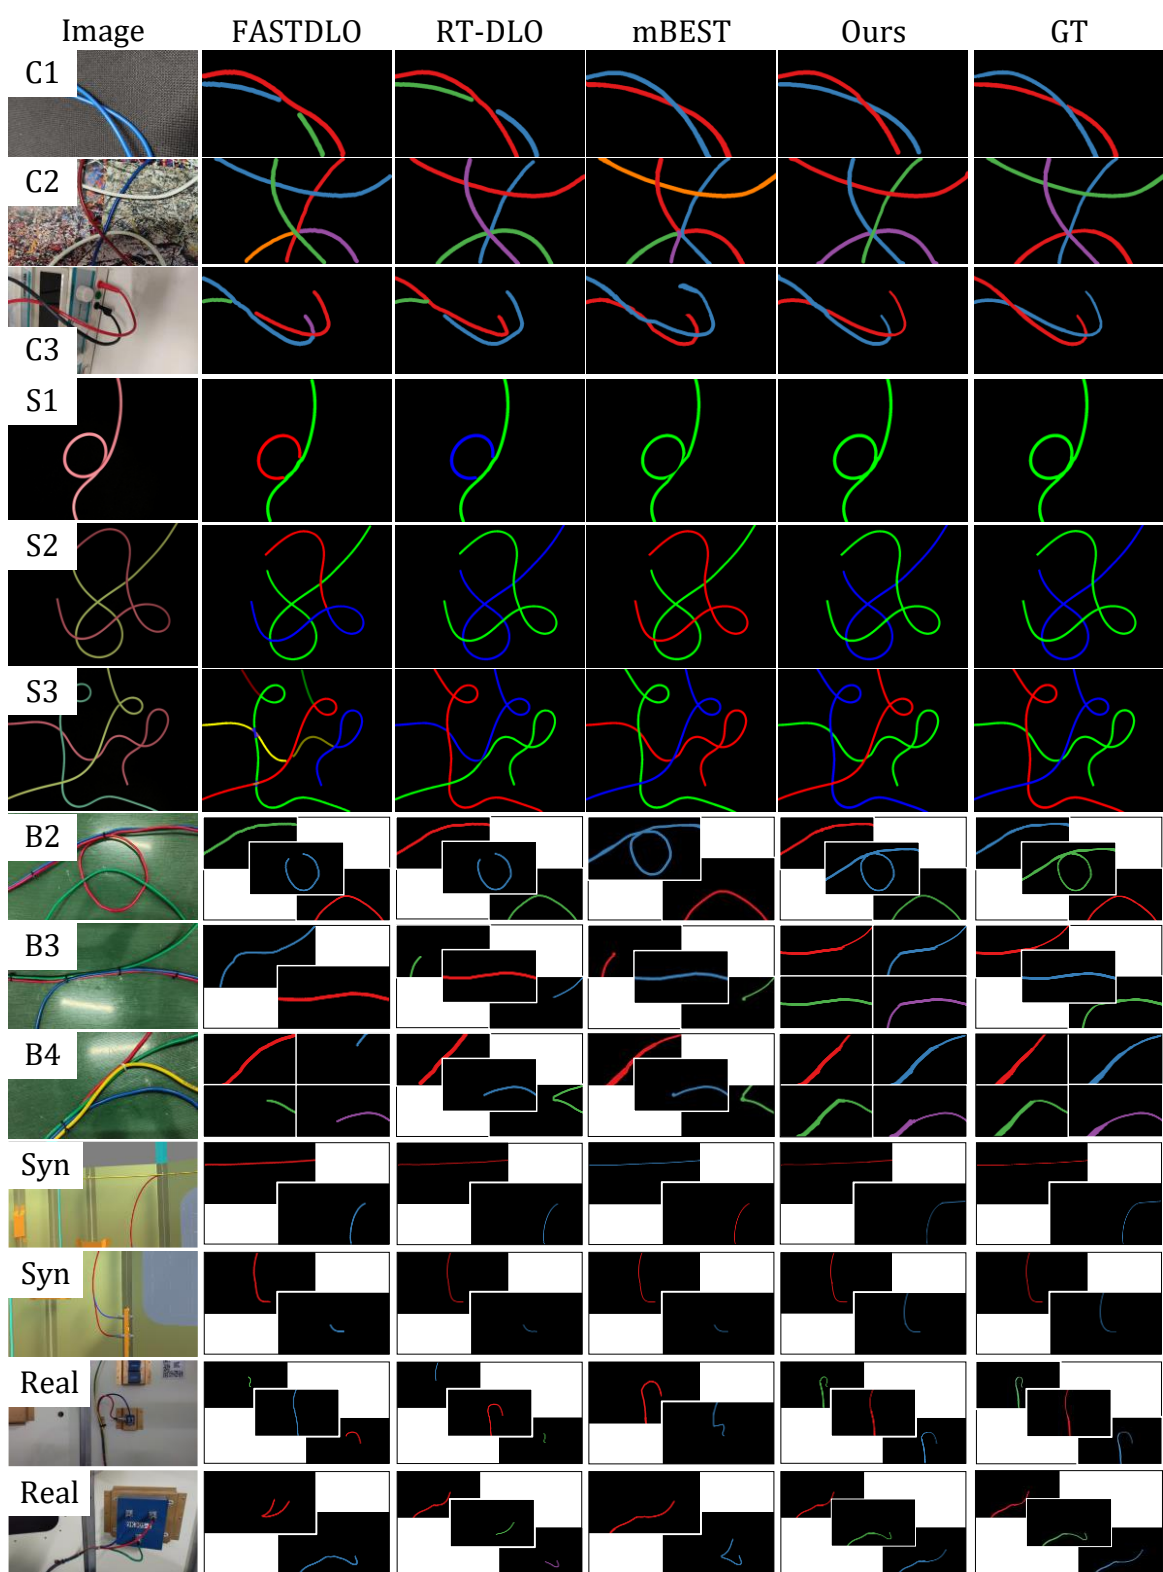 Image FASTDLO RT-DLO mBEST Ours GT
C1
C2
C3
S1
S2
S3
B2
B3
B4
Syn
Syn
Real
Real